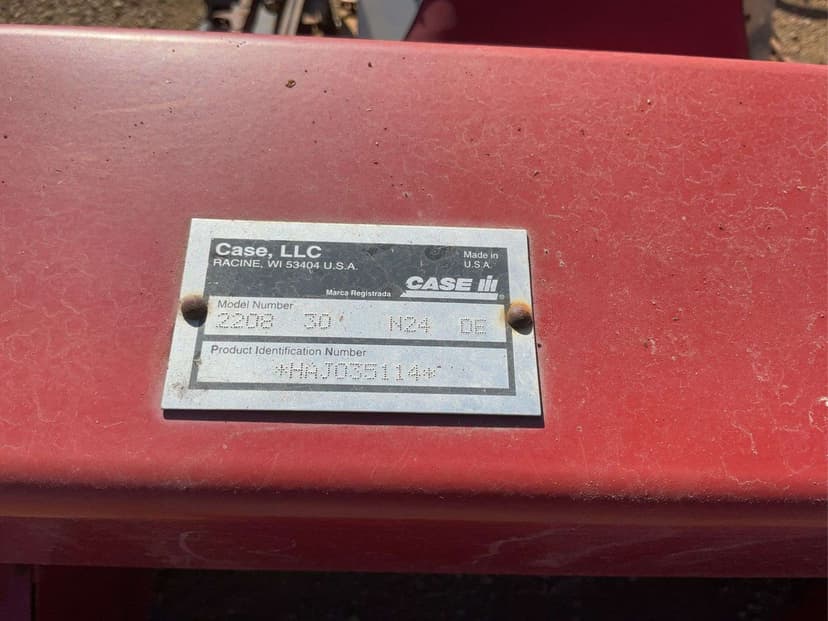 Case, LLC
RACINE, WI 53404 U.S.A.
Made in
U.S.A.
Marca Registrada
CASE IH
®
Model Number
2208 30 N24 DE
Product Identification Number
*HAJ035114*